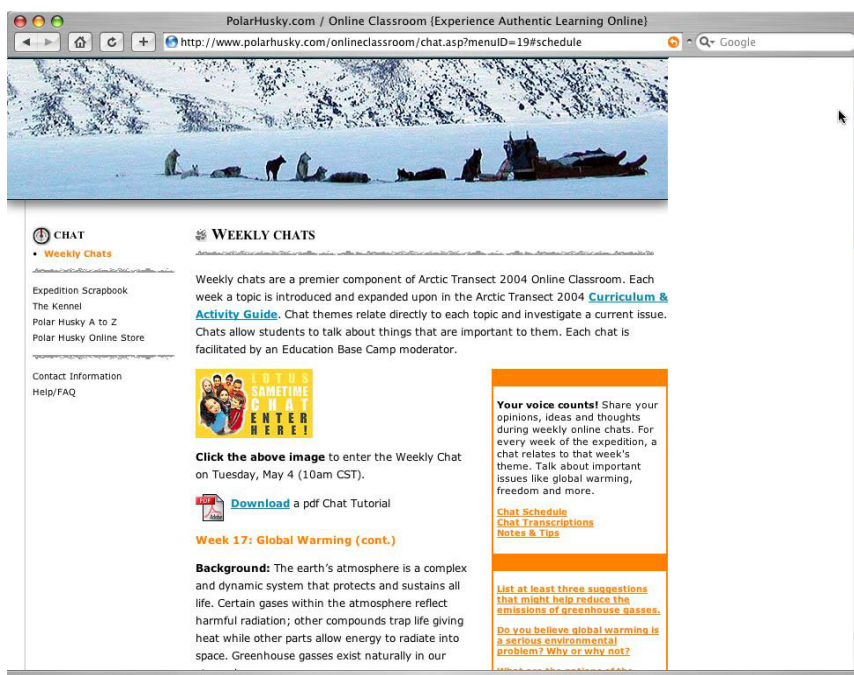 PolarHusky.com / Online Classroom {Experience Authentic Learning Online}
http://www.polarhusky.com/onlineclassroom/chat.asp?menuID=19#schedule
Google
CHAT
• Weekly Chats
Expedition Scrapbook
The Kennel
Polar Husky A to Z
Polar Husky Online Store
Contact Information
Help/FAQ
WEEKLY CHATS
Weekly chats are a premier component of Arctic Transect 2004 Online Classroom. Each
week a topic is introduced and expanded upon in the Arctic Transect 2004 Curriculum &
Activity Guide. Chat themes relate directly to each topic and investigate a current issue.
Chats allow students to talk about things that are important to them. Each chat is
facilitated by an Education Base Camp moderator.
LOTUS
SAMETIME
CHAT
ENTER
HERE!
Click the above image to enter the Weekly Chat
on Tuesday, May 4 (10am CST).
PDF
Adobe
Download a pdf Chat Tutorial
Week 17: Global Warming (cont.)
Background: The earth's atmosphere is a complex
and dynamic system that protects and sustains all
life. Certain gases within the atmosphere reflect
harmful radiation; other compounds trap life giving
heat while other parts allow energy to radiate into
space. Greenhouse gasses exist naturally in our
Your voice counts! Share your
opinions, ideas and thoughts
during weekly online chats. For
every week of the expedition, a
chat relates to that week's
theme. Talk about important
issues like global warming,
freedom and more.
Chat Schedule
Chat Transcriptions
Notes & Tips
List at least three suggestions
that might help reduce the
emissions of greenhouse gasses.
Do you believe global warming is
a serious environmental
problem? Why or why not?